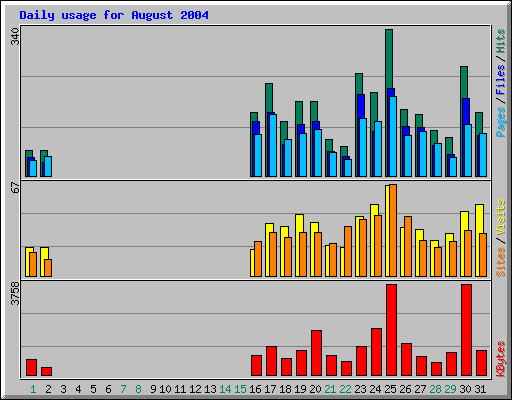 Daily usage for August 2004
340
Pages / Files / Hits
67
Sites / Visits
3758
KBytes
1 2 3 4 5 6 7 8 9 10 11 12 13 14 15 16 17 18 19 20 21 22 23 24 25 26 27 28 29 30 31